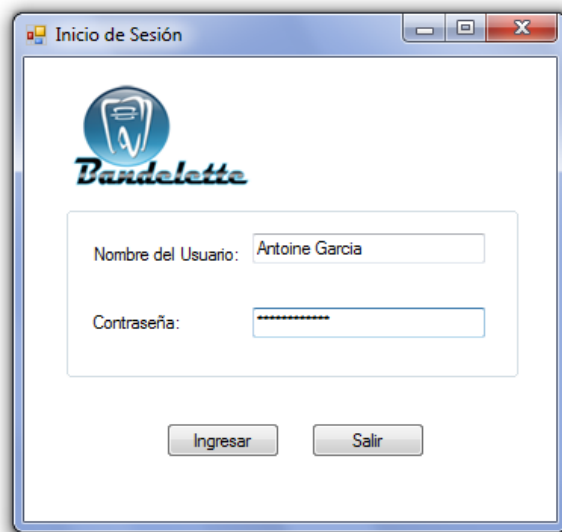 Inicio de Sesión
Bandelette
Nombre del Usuario: Antoine Garcia
Contraseña: ************
Ingresar Salir